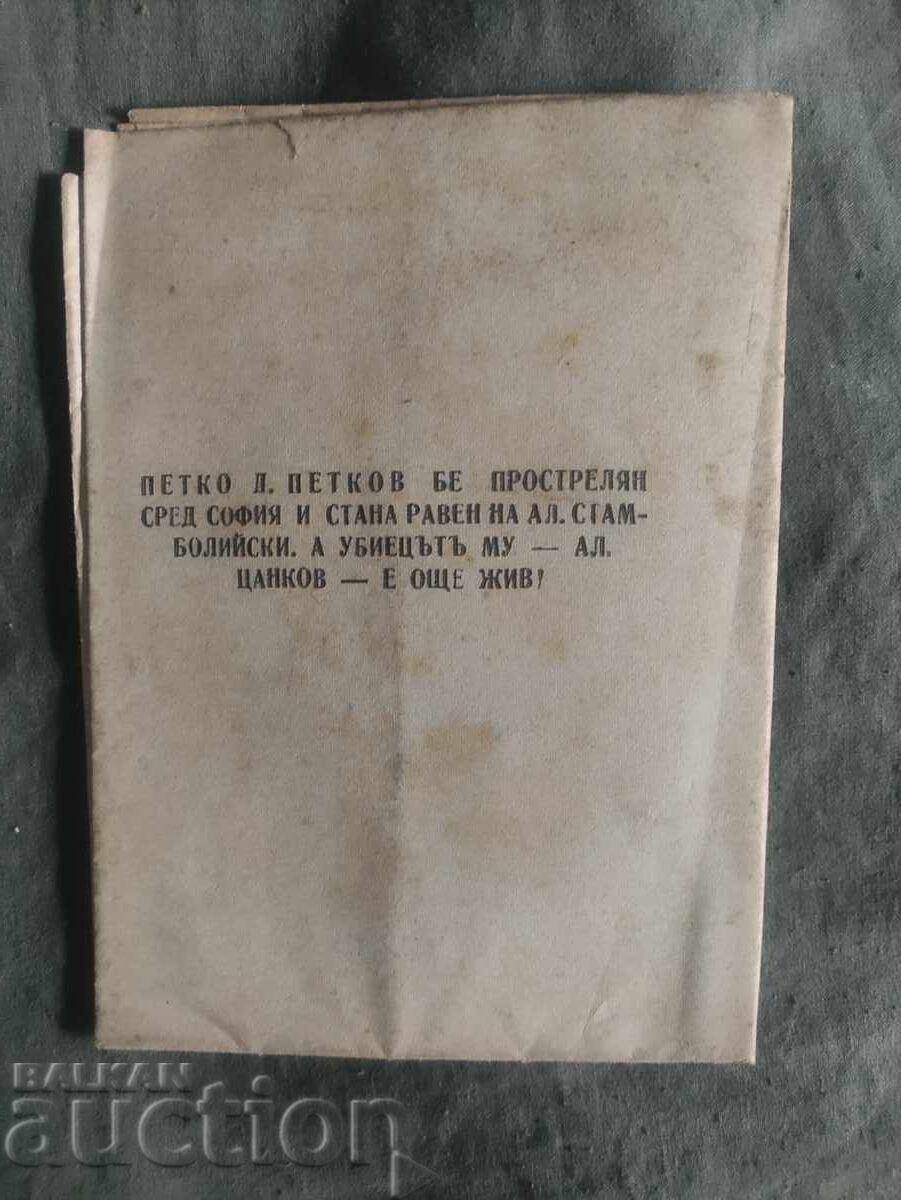 ПЕТКО Д. ПЕТКОВ БЕ ПРОСТРЕЛЯН
СРЕД СОФИЯ И СТАНА РАВЕН НА АЛ. СТАМ-
БОЛИЙСКИ. А УБИЕЦЪТЪ МУ — АЛ.
ЦАНКОВ — Е ОЩЕ ЖИВ!
BALKAN
auction